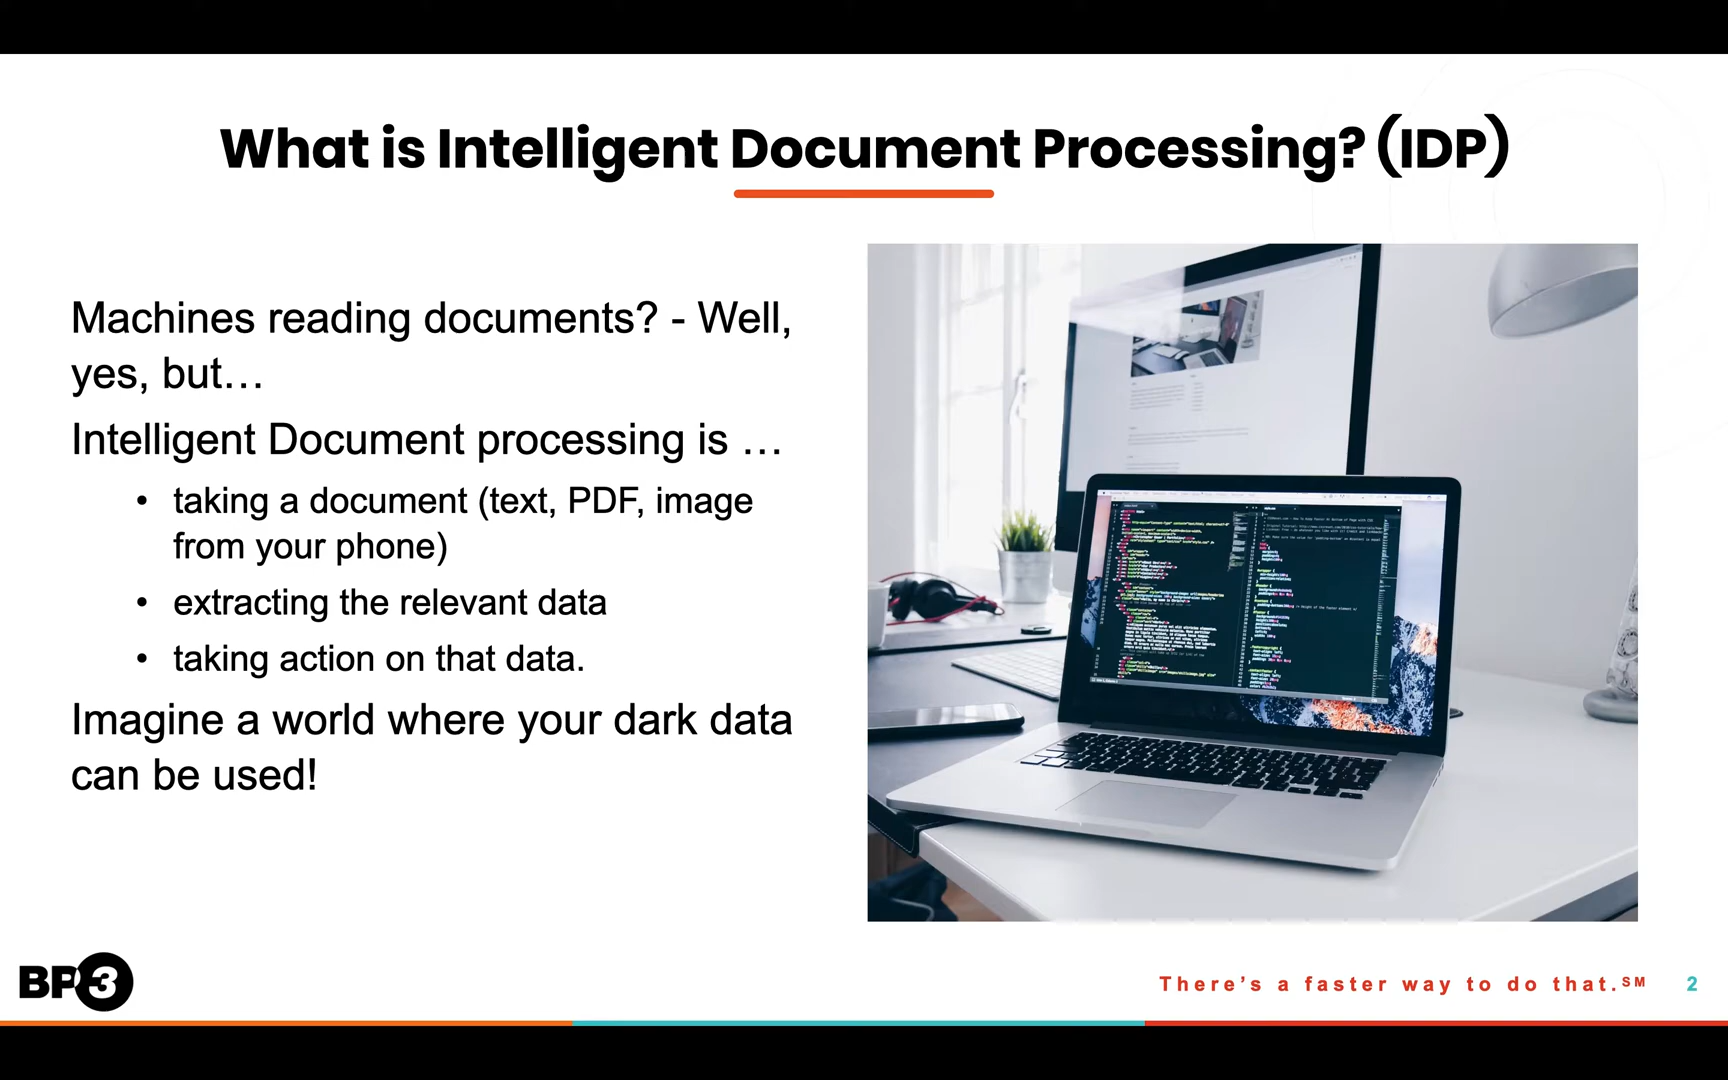 What is Intelligent Document Processing? (IDP)
Machines reading documents? - Well,
yes, but…
Intelligent Document processing is …
• taking a document (text, PDF, image
from your phone)
• extracting the relevant data
• taking action on that data.
Imagine a world where your dark data
can be used!
BP3
There's a faster way to do that.℠
2